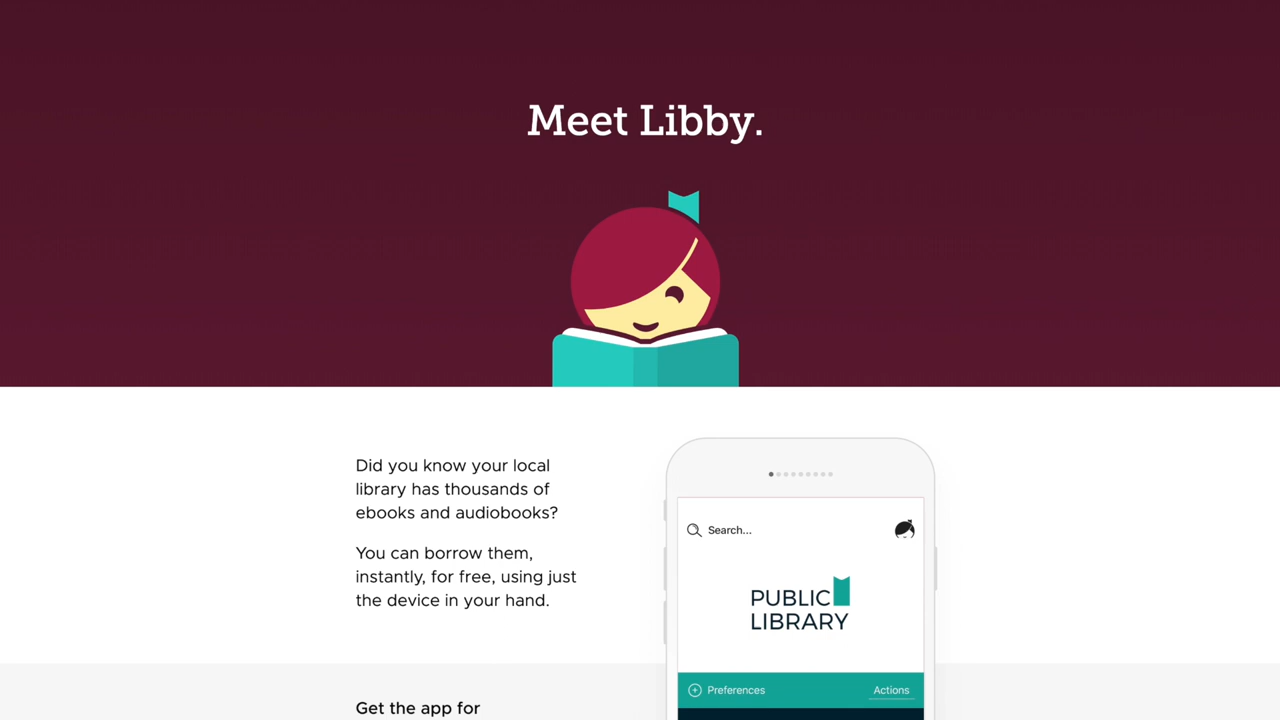 Meet Libby.
Did you know your local
library has thousands of
ebooks and audiobooks?
You can borrow them,
instantly, for free, using just
the device in your hand.
Get the app for
Search...
PUBLIC
LIBRARY
Preferences
Actions